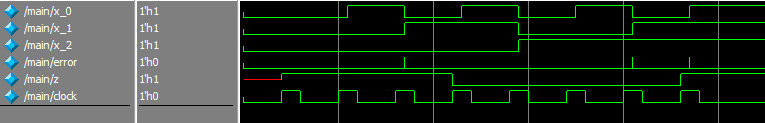 /main/x_0 1'h1
/main/x_1 1'h1
/main/x_2 1'h1
/main/error 1'h0
/main/z 1'h1
/main/clock 1'h0